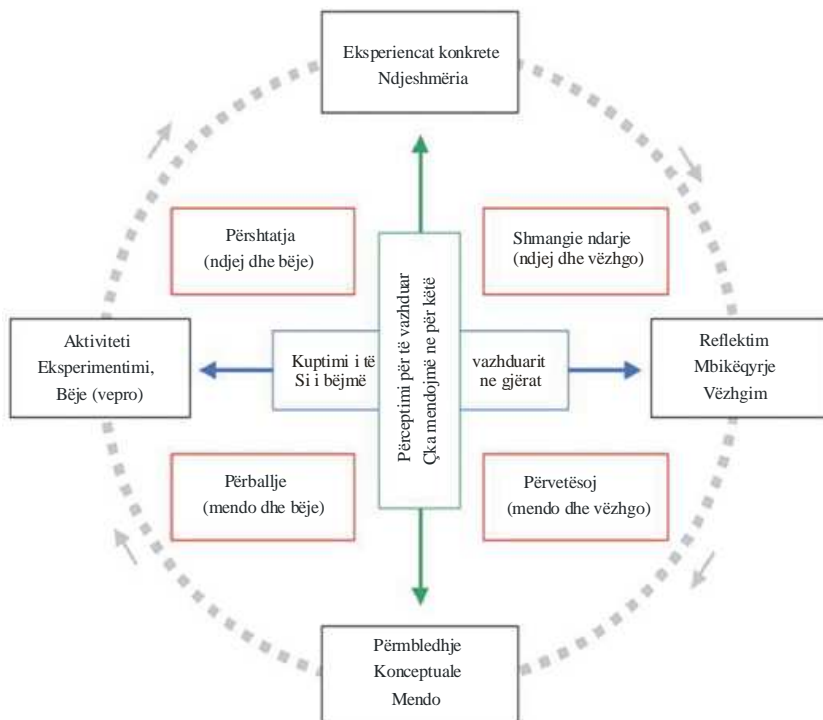 Eksperiencat konkrete
Ndjeshmëria
Përshtatja
(ndjej dhe bëje)
Shmangie ndarje
(ndjej dhe vëzhgo)
Aktiviteti
Eksperimentimi,
Bëje (vepro)
Kuptimi i të
Si i bëjmë
Përceptimi për të vazhduar
Çka mendojmë ne për këtë
vazhduarit
ne gjërat
Reflektim
Mbikëqyrje
Vëzhgim
Përballje
(mendo dhe bëje)
Përvetësoj
(mendo dhe vëzhgo)
Përmbledhje
Konceptuale
Mendo